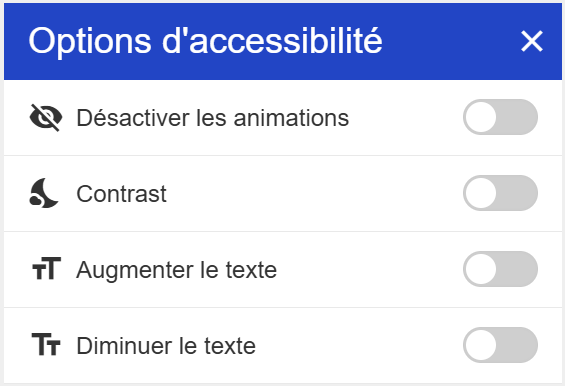 Options d'accessibilité
Désactiver les animations
Contrast
Augmenter le texte
Diminuer le texte